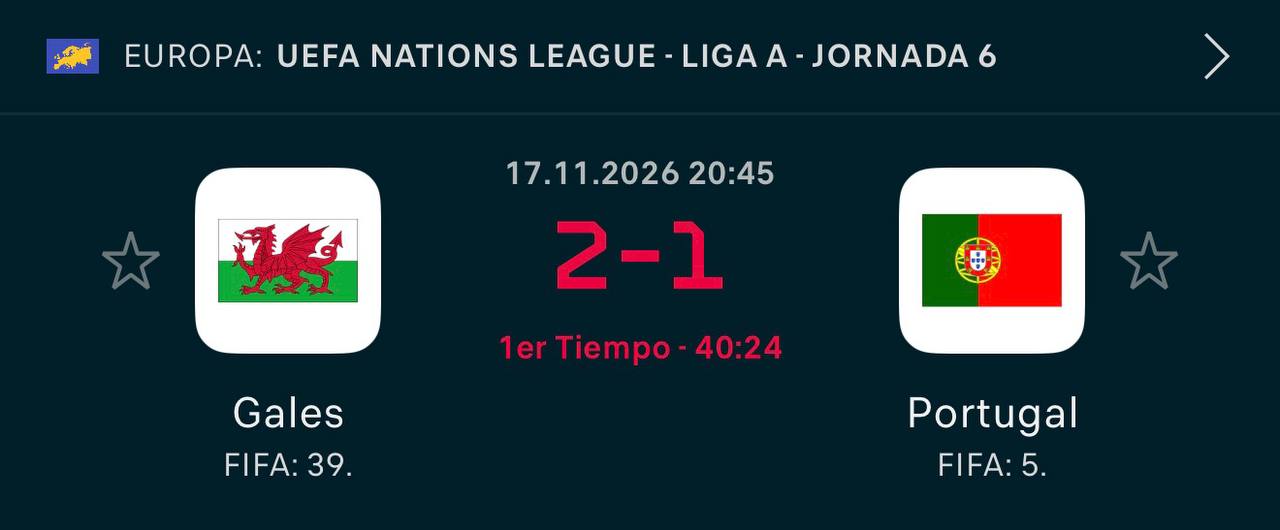 EUROPA: UEFA NATIONS LEAGUE - LIGA A - JORNADA 6
17.11.2026 20:45
2-1
1er Tiempo - 40:24
Gales
FIFA: 39.
Portugal
FIFA: 5.